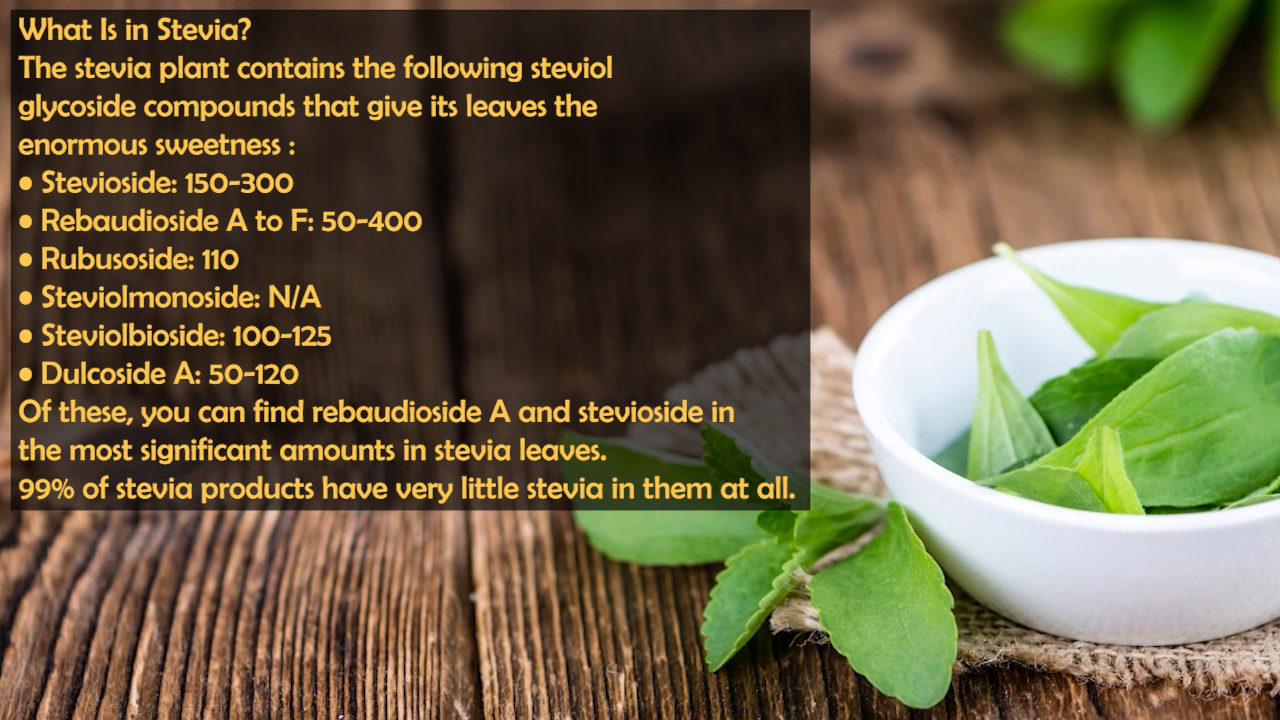 What Is in Stevia?
The stevia plant contains the following steviol
glycoside compounds that give its leaves the
enormous sweetness :
• Stevioside: 150-300
• Rebaudioside A to F: 50-400
• Rubusoside: 110
• Steviolmonoside: N/A
• Steviolbioside: 100-125
• Dulcoside A: 50-120
Of these, you can find rebaudioside A and stevioside in
the most significant amounts in stevia leaves.
99% of stevia products have very little stevia in them at all.